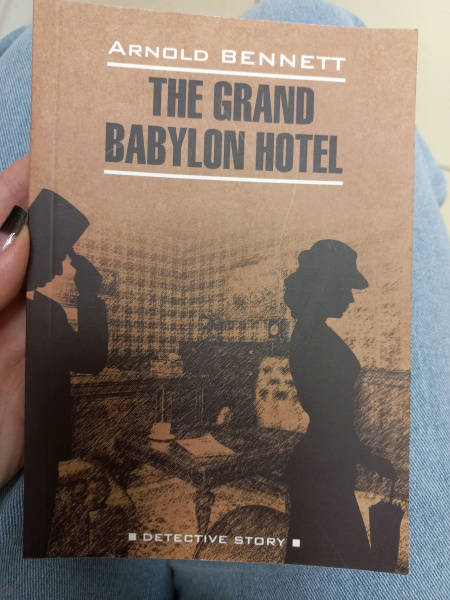 ARNOLD BENNETT
THE GRAND
BABYLON HOTEL
■ DETECTIVE STORY ■